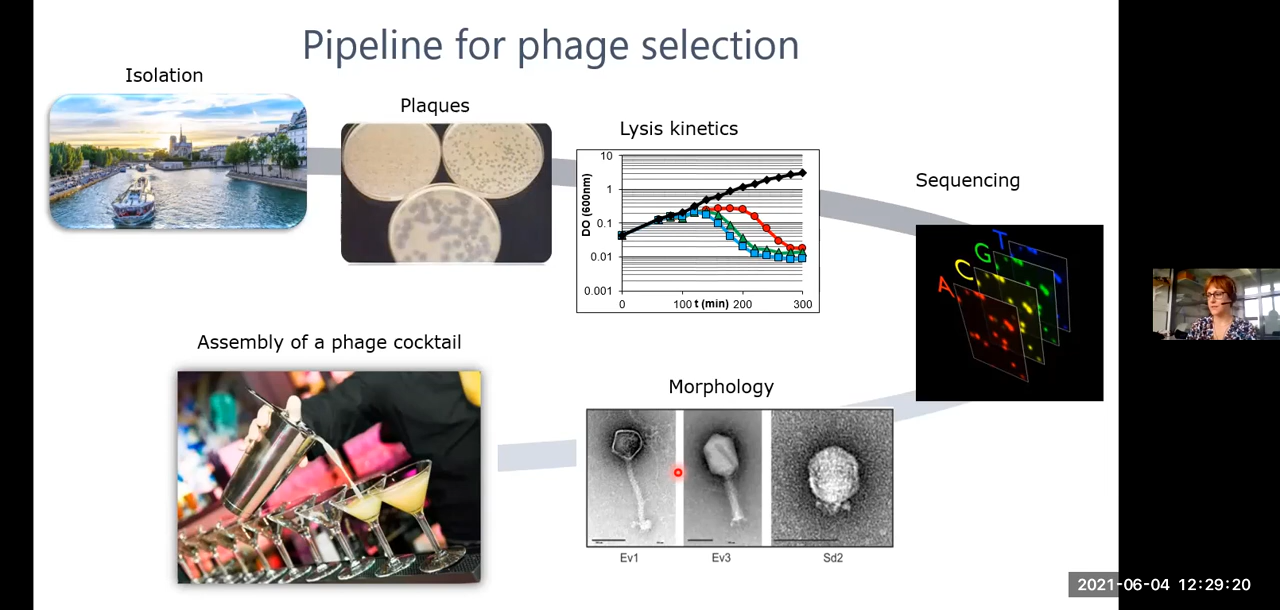 Pipeline for phage selection
Isolation
Plaques
Lysis kinetics
Sequencing
10
1
0.1
0.01
0.001
DO (600nm)
0 100 t (min) 200 300
A C G T
Assembly of a phage cocktail
Morphology
Ev1 Ev3 Sd2
2021-06-04 12:29:20